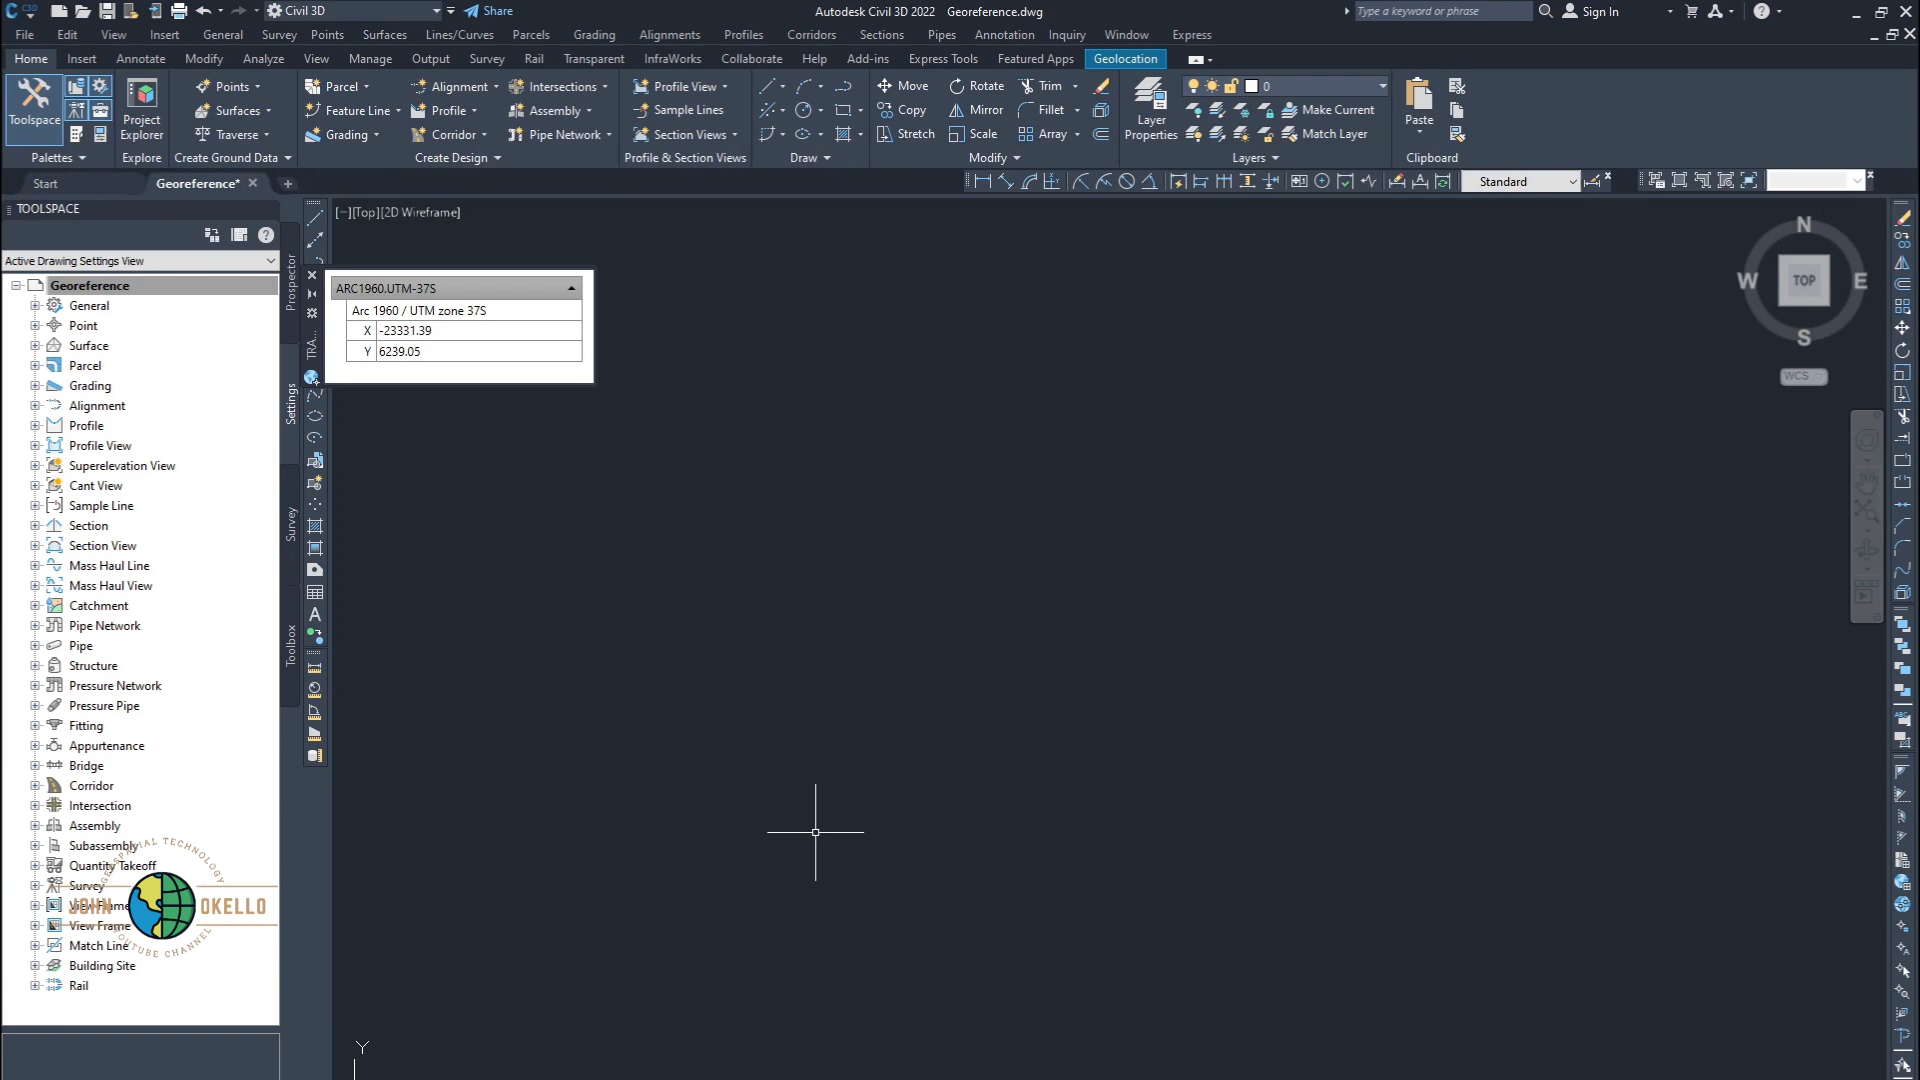 C3D Civil 3D Share Autodesk Civil 3D 2022 Georeference.dwg Type a keyword or phrase Sign In
File Edit View Insert General Survey Points Surfaces Lines/Curves Parcels Grading Alignments Profiles Corridors Sections Pipes Annotation Inquiry Window Express
Home Insert Annotate Modify Analyze View Manage Output Survey Rail Transparent InfraWorks Collaborate Help Add-ins Express Tools Featured Apps Geolocation
Points Parcel Alignment Intersections Profile View Move Rotate Trim 0
Toolspace Project Explorer Surfaces Feature Line Profile Assembly Sample Lines Copy Mirror Fillet Layer Properties Make Current Paste
Traverse Grading Corridor Pipe Network Section Views Stretch Scale Array Match Layer
Palettes Explore Create Ground Data Create Design Profile & Section Views Draw Modify Layers Clipboard
Start Georeference* Standard
TOOLSPACE
[−][Top][2D Wireframe]
Active Drawing Settings View
Georeference
General
Point
Surface
Parcel
Grading
Alignment
Profile
Profile View
Superelevation View
Cant View
Sample Line
Section
Section View
Mass Haul Line
Mass Haul View
Catchment
Pipe Network
Pipe
Structure
Pressure Network
Pressure Pipe
Fitting
Appurtenance
Bridge
Corridor
Intersection
Assembly
Subassembly
Quantity Takeoff
Survey
View Frame
View Frame
Match Line
Building Site
Rail
Prospector
Settings
Survey
Toolbox
TRA...
ARC1960.UTM-37S
Arc 1960 / UTM zone 37S
X -23331.39
Y 6239.05
N
W TOP E
S
WCS
GEOSPATIAL TECHNOLOGY
JOHN OKELLO
YOUTUBE CHANNEL
Y